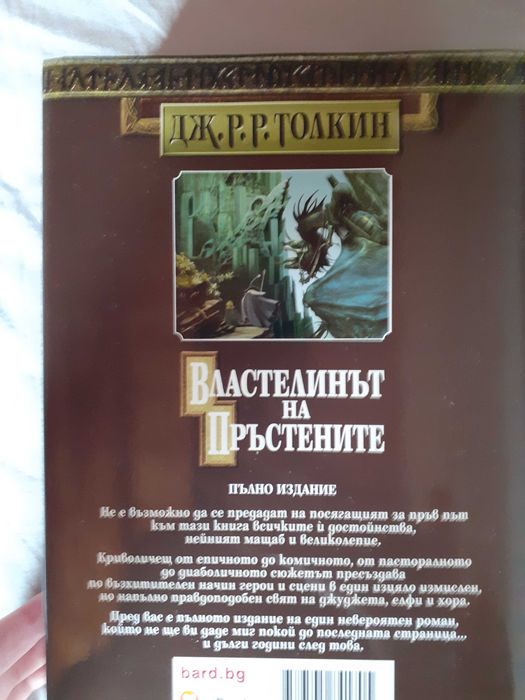 ДЖ.Р.Р.ТОЛКИН
ВЛАСТЕЛИНЪТ
НА
ПРЪСТЕНИТЕ
ПЪЛНО ИЗДАНИЕ
Не е възможно да се предадат на посягащият за пръв път
към тази книга всичките ѝ достойнства,
нейният мащаб и великолепие.
Криволичещ от епичното до комичното, от пасторалното
до диаболичното сюжетът пресъздава
по възхитителен начин герои и сцени в един изцяло измислен,
но напълно правдоподобен свят на джуджета, елфи и хора.
Пред вас е пълното издание на един невероятен роман,
който не ще ви даде миг покой до последната страница...
и дълги години след това.
bard.bg